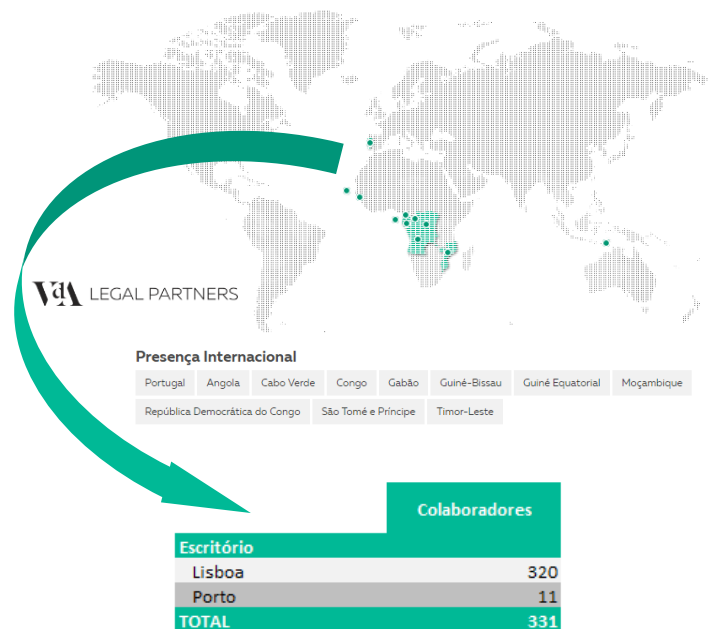 VdA LEGAL PARTNERS
Presença Internacional
Portugal Angola Cabo Verde Congo Gabão Guiné-Bissau Guiné Equatorial Moçambique
República Democrática do Congo São Tomé e Príncipe Timor-Leste
Colaboradores
Escritório
Lisboa 320
Porto 11
TOTAL 331